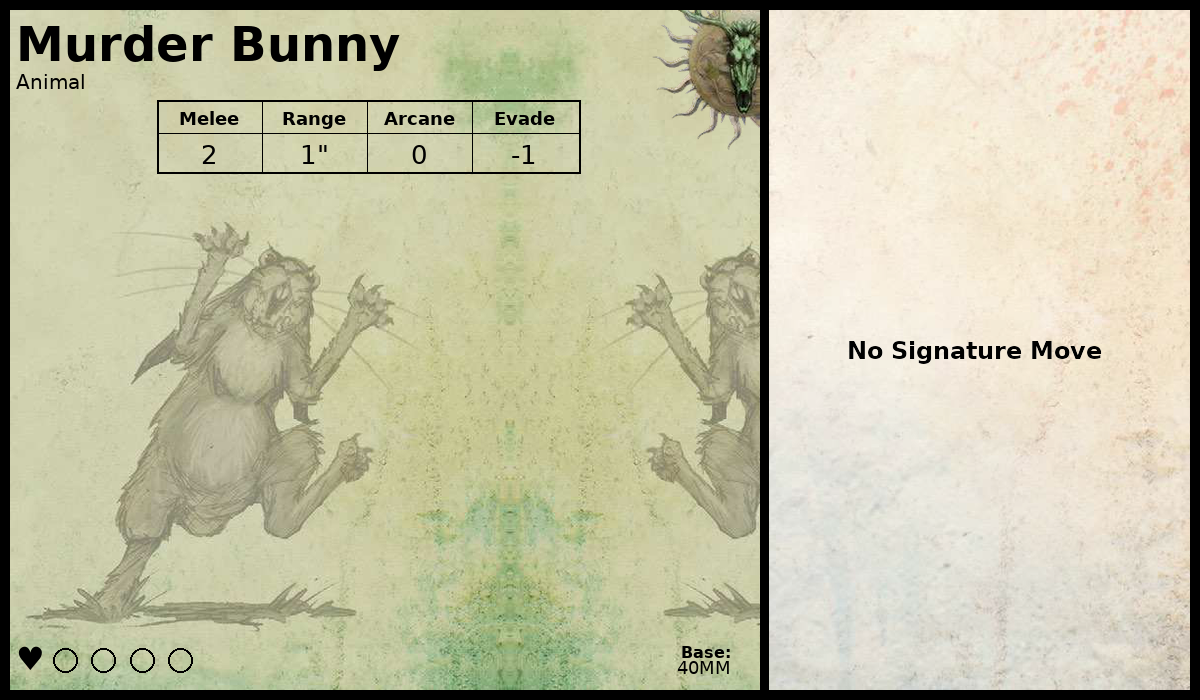 Murder Bunny
Animal
Melee Range Arcane Evade
2 1" 0 -1
No Signature Move
Base:
40MM